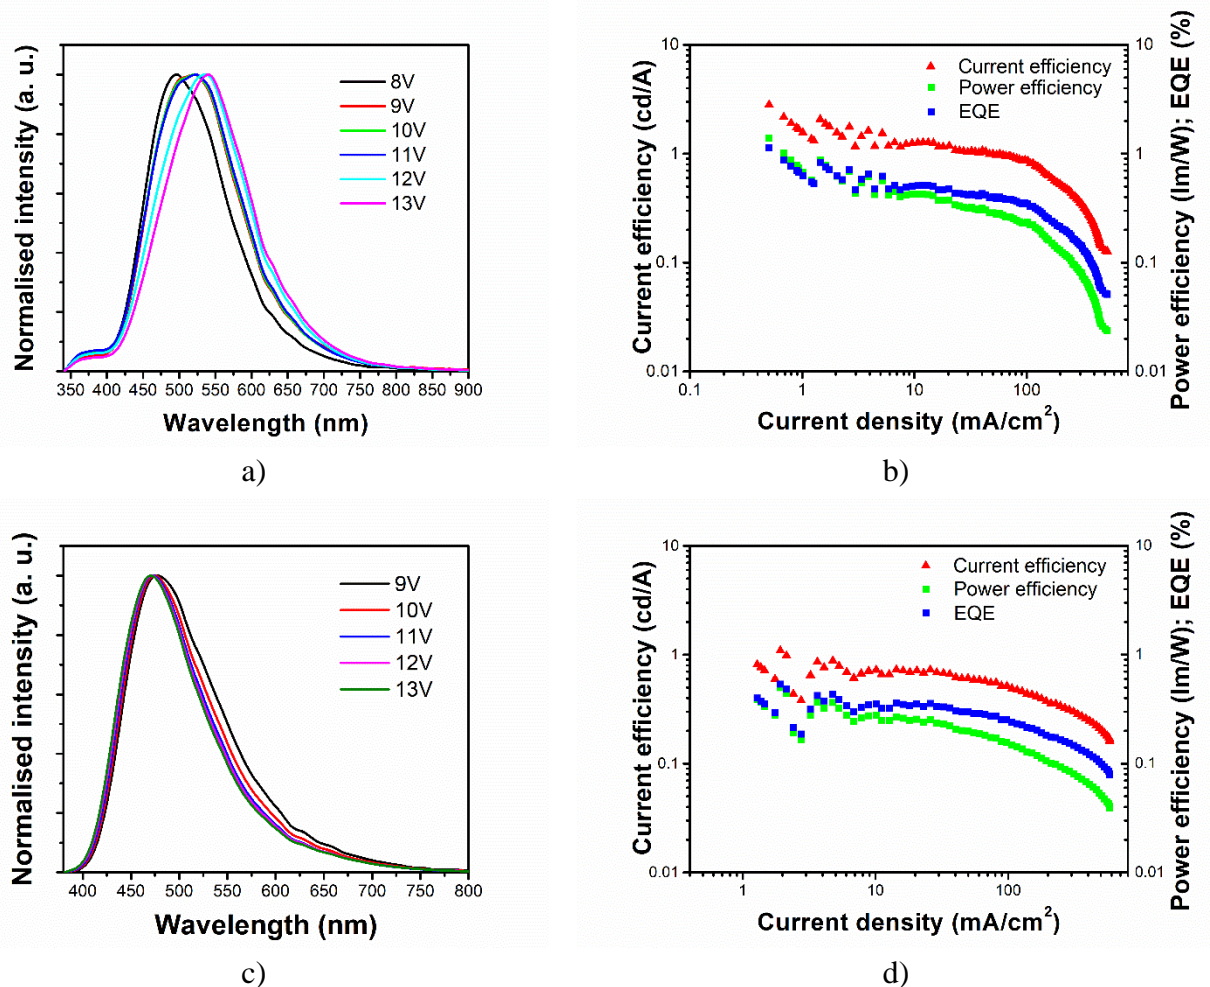 Normalised intensity (a. u.)
8V
9V
10V
11V
12V
13V
350 400 450 500 550 600 650 700 750 800 850 900
Wavelength (nm)
a)
Current efficiency (cd/A)
10
1
0.1
0.01
Current efficiency
Power efficiency
EQE
0.1 1 10 100
Current density (mA/cm²)
10
1
0.1
0.01
Power efficiency (lm/W); EQE (%)
b)
Normalised intensity (a. u.)
9V
10V
11V
12V
13V
400 450 500 550 600 650 700 750 800
Wavelength (nm)
c)
Current efficiency (cd/A)
10
1
0.1
0.01
Current efficiency
Power efficiency
EQE
1 10 100
Current density (mA/cm²)
10
1
0.1
0.01
Power efficiency (lm/W); EQE (%)
d)